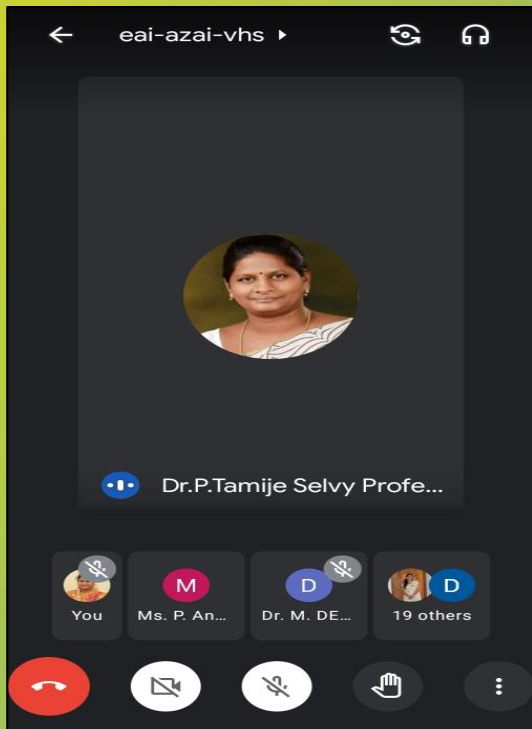 eai-azai-vhs
Dr.P.Tamije Selvy Profe...
M
D
D
You
Ms. P. An...
Dr. M. DE...
19 others